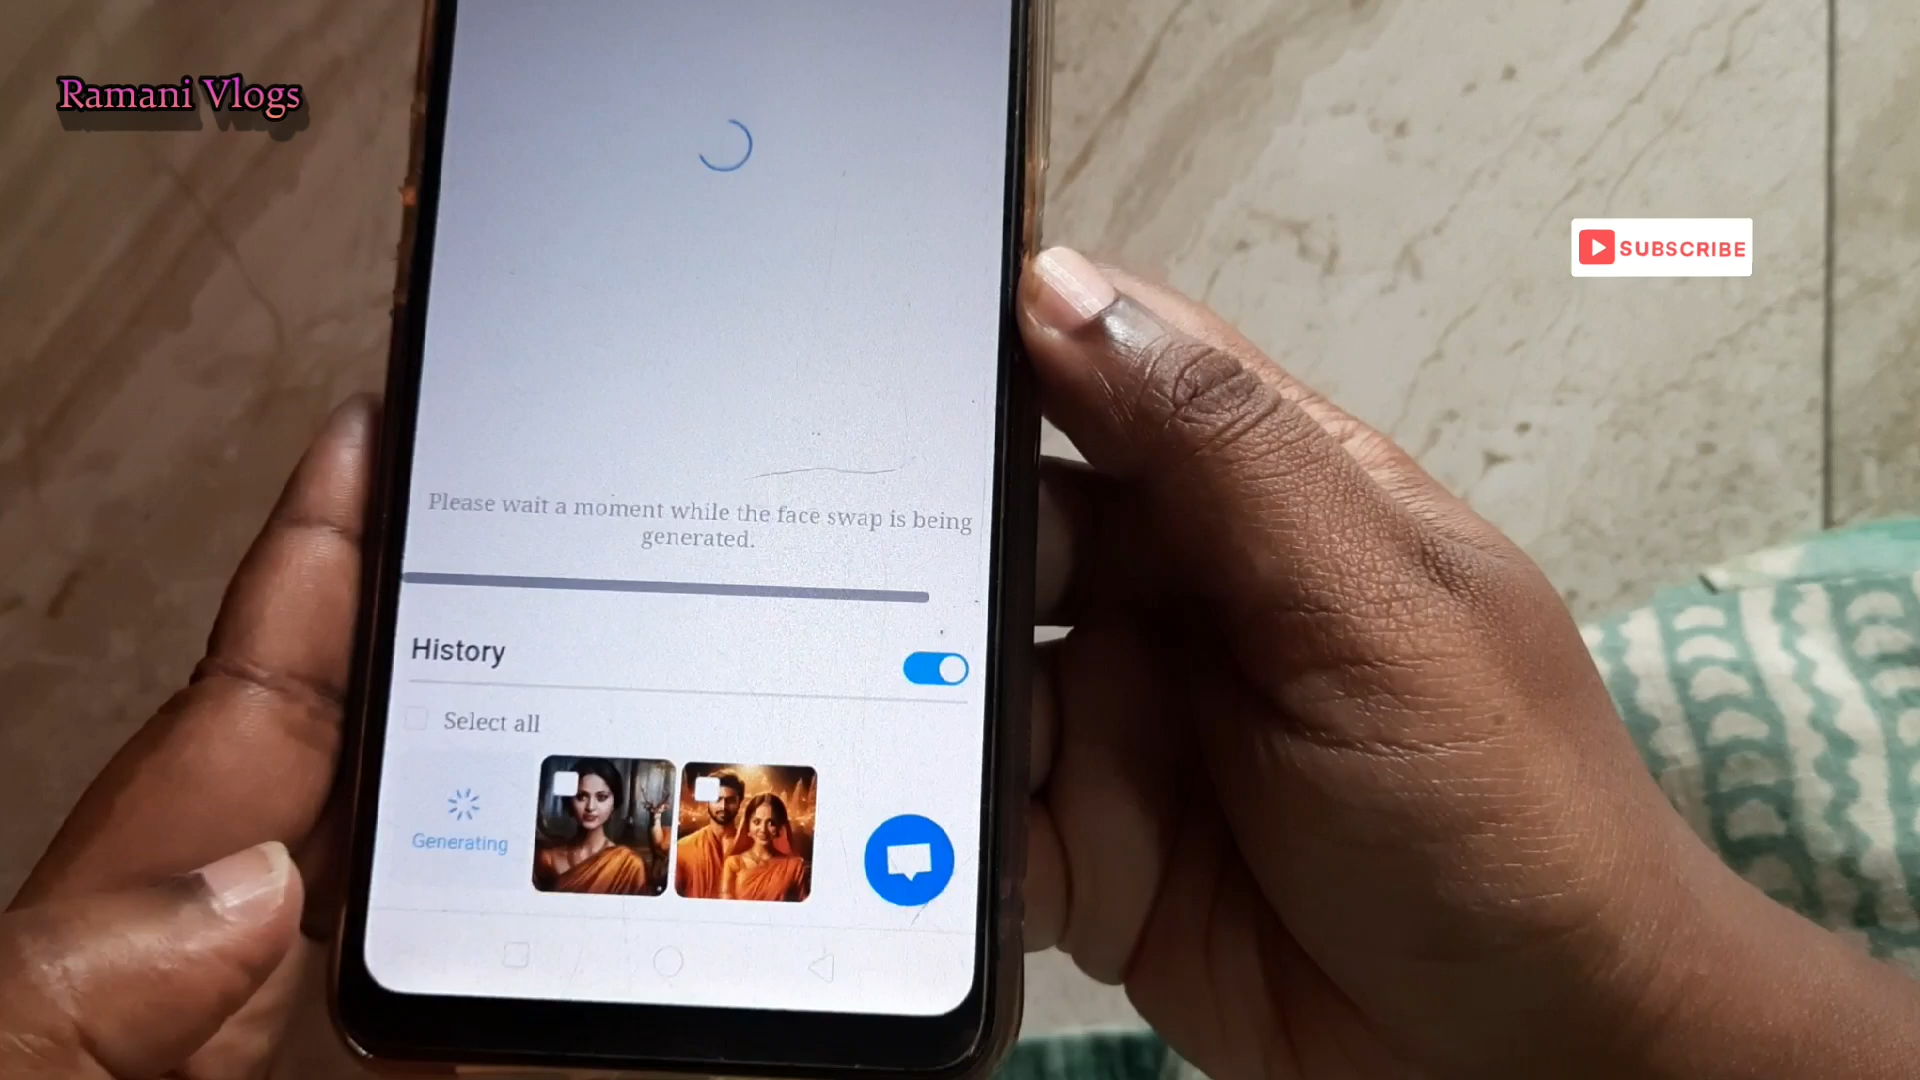 Ramani Vlogs
SUBSCRIBE
Please wait a moment while the face swap is being
generated.
History
Select all
Generating